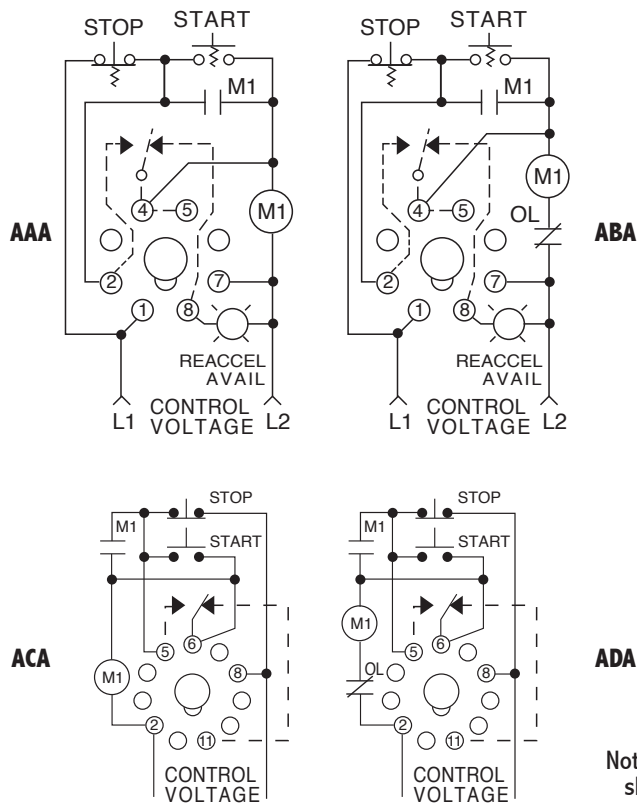 STOP START
M1
4 5
M1
AAA
2 7
1 8
REACCEL
AVAIL
L1 CONTROL VOLTAGE L2
STOP START
M1
M1
OL
4 5
ABA
2 7
1 8
REACCEL
AVAIL
L1 CONTROL VOLTAGE L2
STOP
M1
START
5 6
ACA
M1
8
2
11
CONTROL
VOLTAGE
STOP
M1
START
M1
5 6
ADA
OL
8
2
11
CONTROL
VOLTAGE
Not
sl